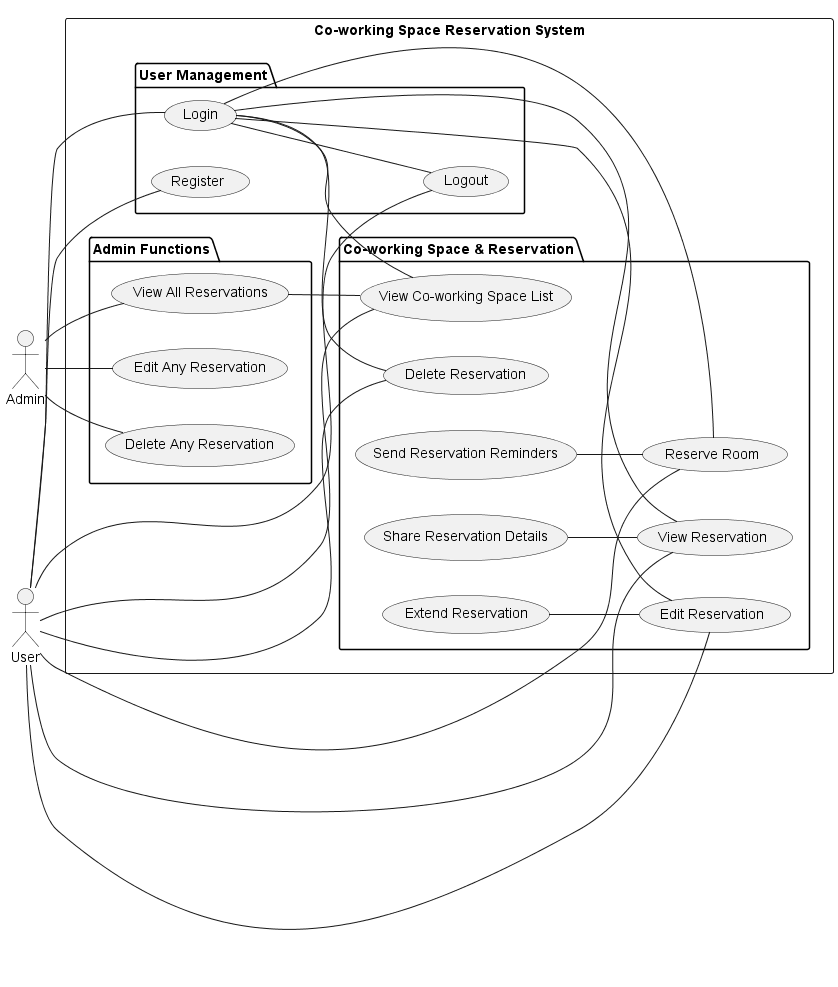 Co-working Space Reservation System
User Management
Login
Register
Logout
Admin Functions
Co-working Space & Reservation
View All Reservations
View Co-working Space List
Edit Any Reservation
Delete Reservation
Admin
Delete Any Reservation
Send Reservation Reminders
Reserve Room
Share Reservation Details
View Reservation
Extend Reservation
Edit Reservation
User